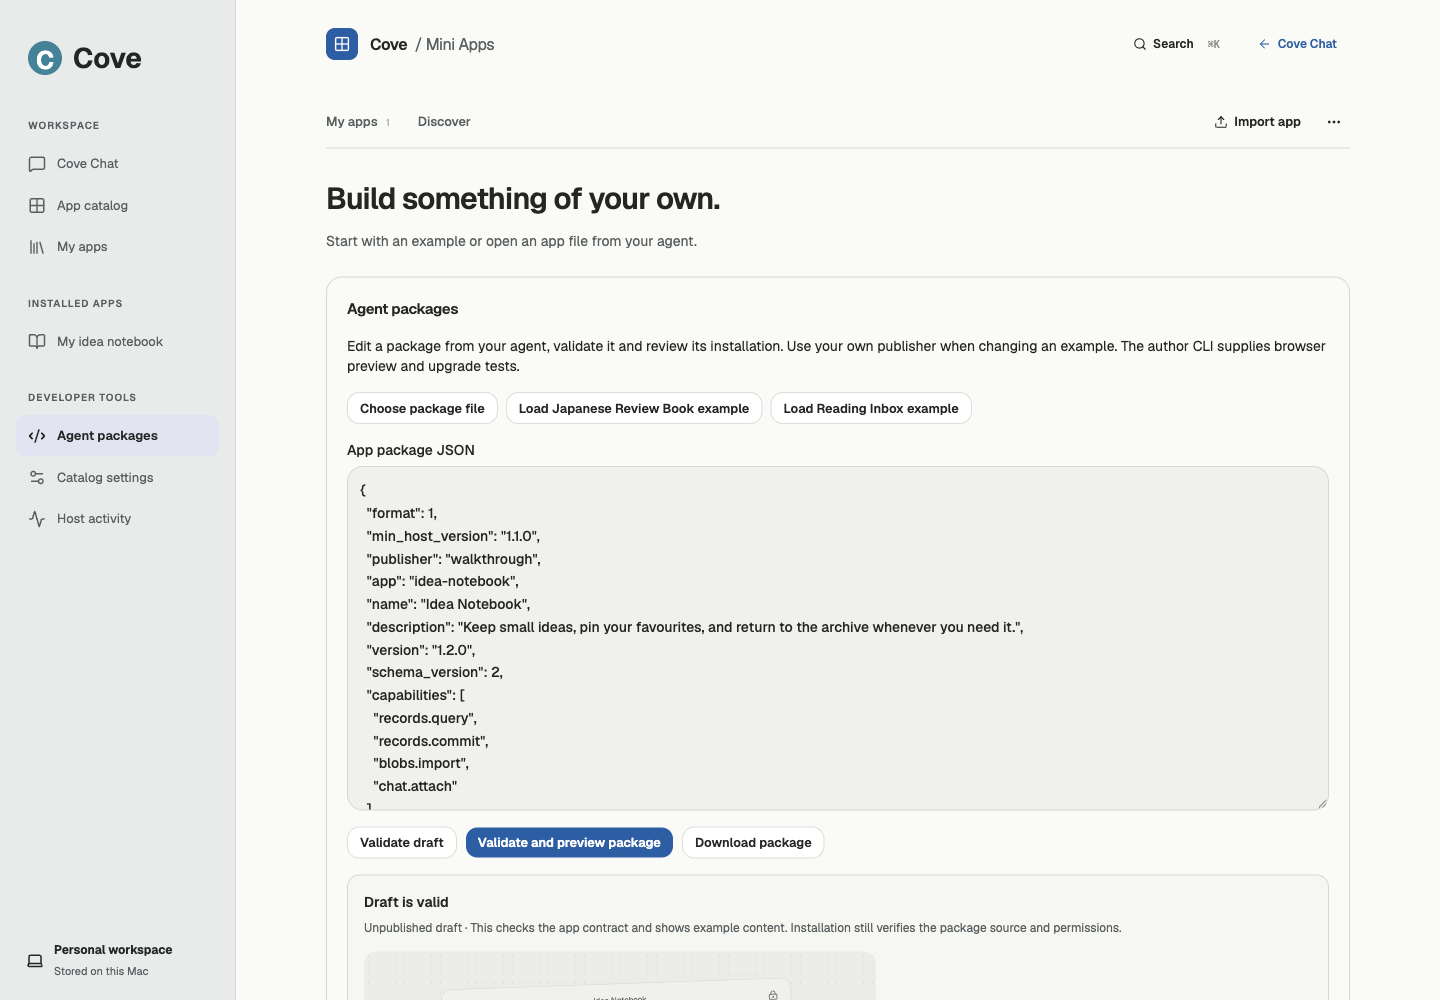 Cove
WORKSPACE
Cove Chat
App catalog
My apps
INSTALLED APPS
My idea notebook
DEVELOPER TOOLS
Agent packages
Catalog settings
Host activity
Personal workspace
Stored on this Mac
Cove / Mini Apps
Search ⌘K
Cove Chat
My apps 1
Discover
Import app
Build something of your own.
Start with an example or open an app file from your agent.
Agent packages
Edit a package from your agent, validate it and review its installation. Use your own publisher when changing an example. The author CLI supplies browser
preview and upgrade tests.
Choose package file
Load Japanese Review Book example
Load Reading Inbox example
App package JSON
{
"format": 1,
"min_host_version": "1.1.0",
"publisher": "walkthrough",
"app": "idea-notebook",
"name": "Idea Notebook",
"description": "Keep small ideas, pin your favourites, and return to the archive whenever you need it.",
"version": "1.2.0",
"schema_version": 2,
"capabilities": [
"records.query",
"records.commit",
"blobs.import",
"chat.attach"
]
Validate draft
Validate and preview package
Download package
Draft is valid
Unpublished draft · This checks the app contract and shows example content. Installation still verifies the package source and permissions.
Idea Notebook